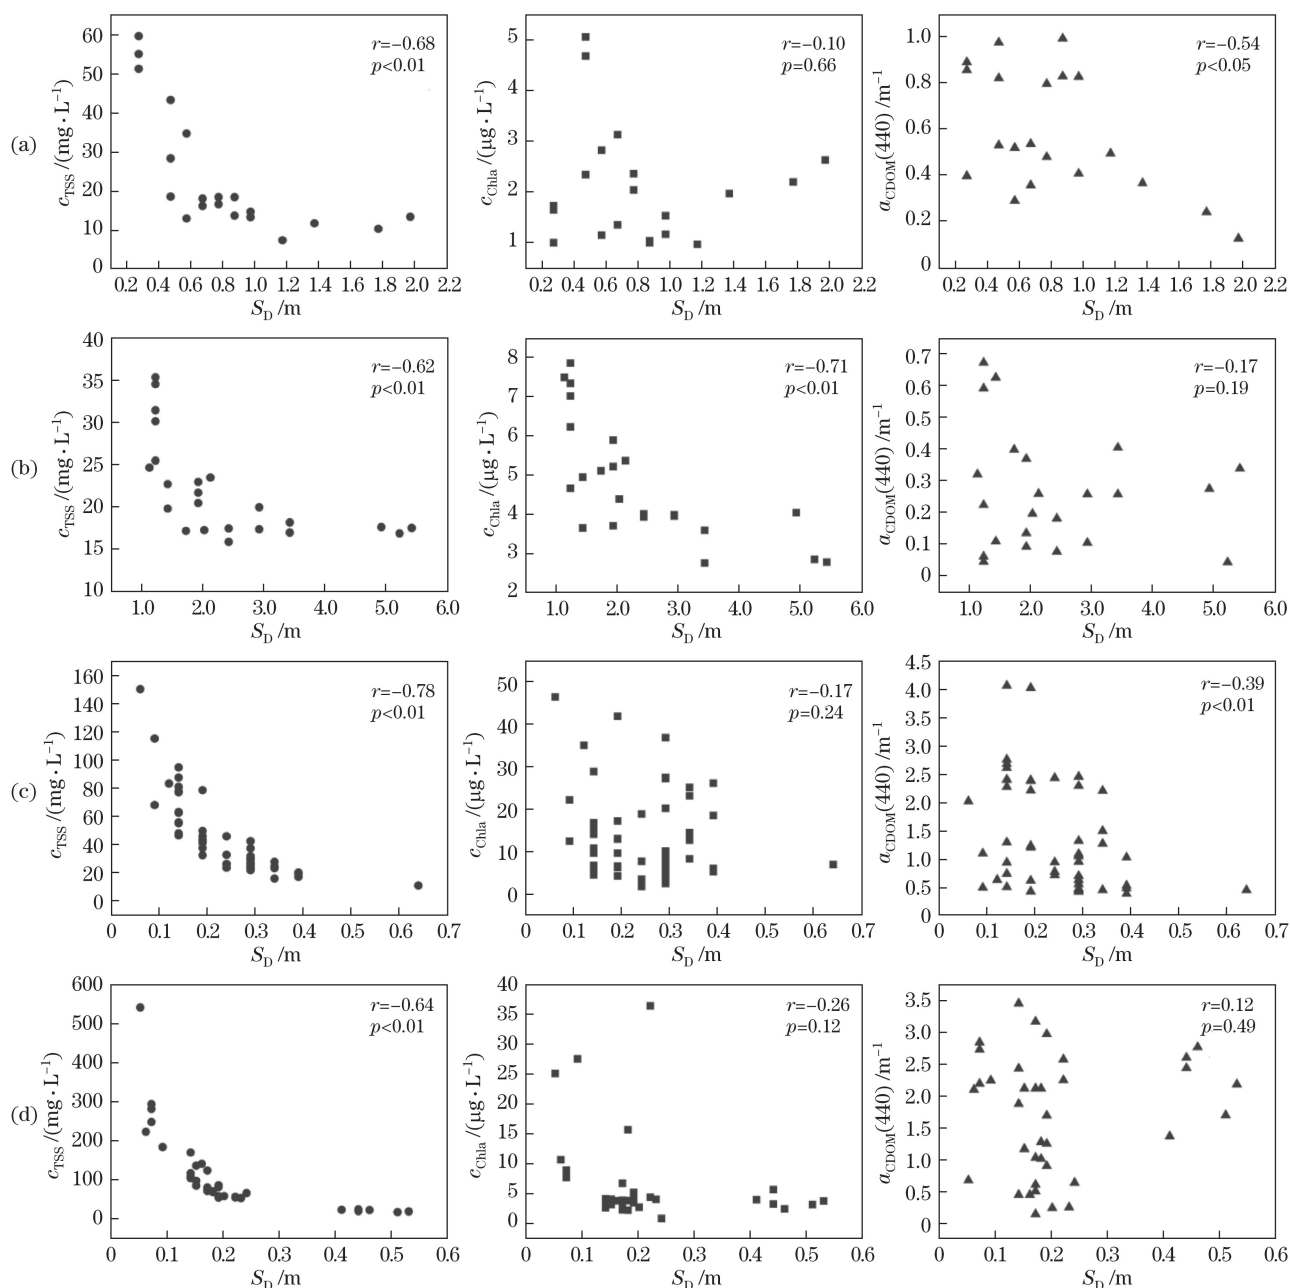 (a)
60
50
40
30
20
10
0
c_TSS /(mg·L⁻¹)
r=−0.68
p<0.01
0.2 0.4 0.6 0.8 1.0 1.2 1.4 1.6 1.8 2.0 2.2
S_D /m
5
4
3
2
1
c_Chla /(μg·L⁻¹)
r=−0.10
p=0.66
0.2 0.4 0.6 0.8 1.0 1.2 1.4 1.6 1.8 2.0 2.2
S_D /m
1.0
0.8
0.6
0.4
0.2
0
a_CDOM(440) /m⁻¹
r=−0.54
p<0.05
0.2 0.4 0.6 0.8 1.0 1.2 1.4 1.6 1.8 2.0 2.2
S_D /m
(b)
40
35
30
25
20
15
10
c_TSS /(mg·L⁻¹)
r=−0.62
p<0.01
1.0 2.0 3.0 4.0 5.0 6.0
S_D /m
8
7
6
5
4
3
2
c_Chla /(μg·L⁻¹)
r=−0.71
p<0.01
1.0 2.0 3.0 4.0 5.0 6.0
S_D /m
0.7
0.6
0.5
0.4
0.3
0.2
0.1
0
a_CDOM(440) /m⁻¹
r=−0.17
p=0.19
1.0 2.0 3.0 4.0 5.0 6.0
S_D /m
(c)
160
140
120
100
80
60
40
20
0
c_TSS /(mg·L⁻¹)
r=−0.78
p<0.01
0 0.1 0.2 0.3 0.4 0.5 0.6 0.7
S_D /m
50
40
30
20
10
0
c_Chla /(μg·L⁻¹)
r=−0.17
p=0.24
0 0.1 0.2 0.3 0.4 0.5 0.6 0.7
S_D /m
4.5
4.0
3.5
3.0
2.5
2.0
1.5
1.0
0.5
0
a_CDOM(440) /m⁻¹
r=−0.39
p<0.01
0 0.1 0.2 0.3 0.4 0.5 0.6 0.7
S_D /m
(d)
600
500
400
300
200
100
0
c_TSS /(mg·L⁻¹)
r=−0.64
p<0.01
0 0.1 0.2 0.3 0.4 0.5 0.6
S_D /m
40
35
30
25
20
15
10
5
0
c_Chla /(μg·L⁻¹)
r=−0.26
p=0.12
0 0.1 0.2 0.3 0.4 0.5 0.6
S_D /m
3.5
3.0
2.5
2.0
1.5
1.0
0.5
0
a_CDOM(440) /m⁻¹
r=0.12
p=0.49
0 0.1 0.2 0.3 0.4 0.5 0.6
S_D /m